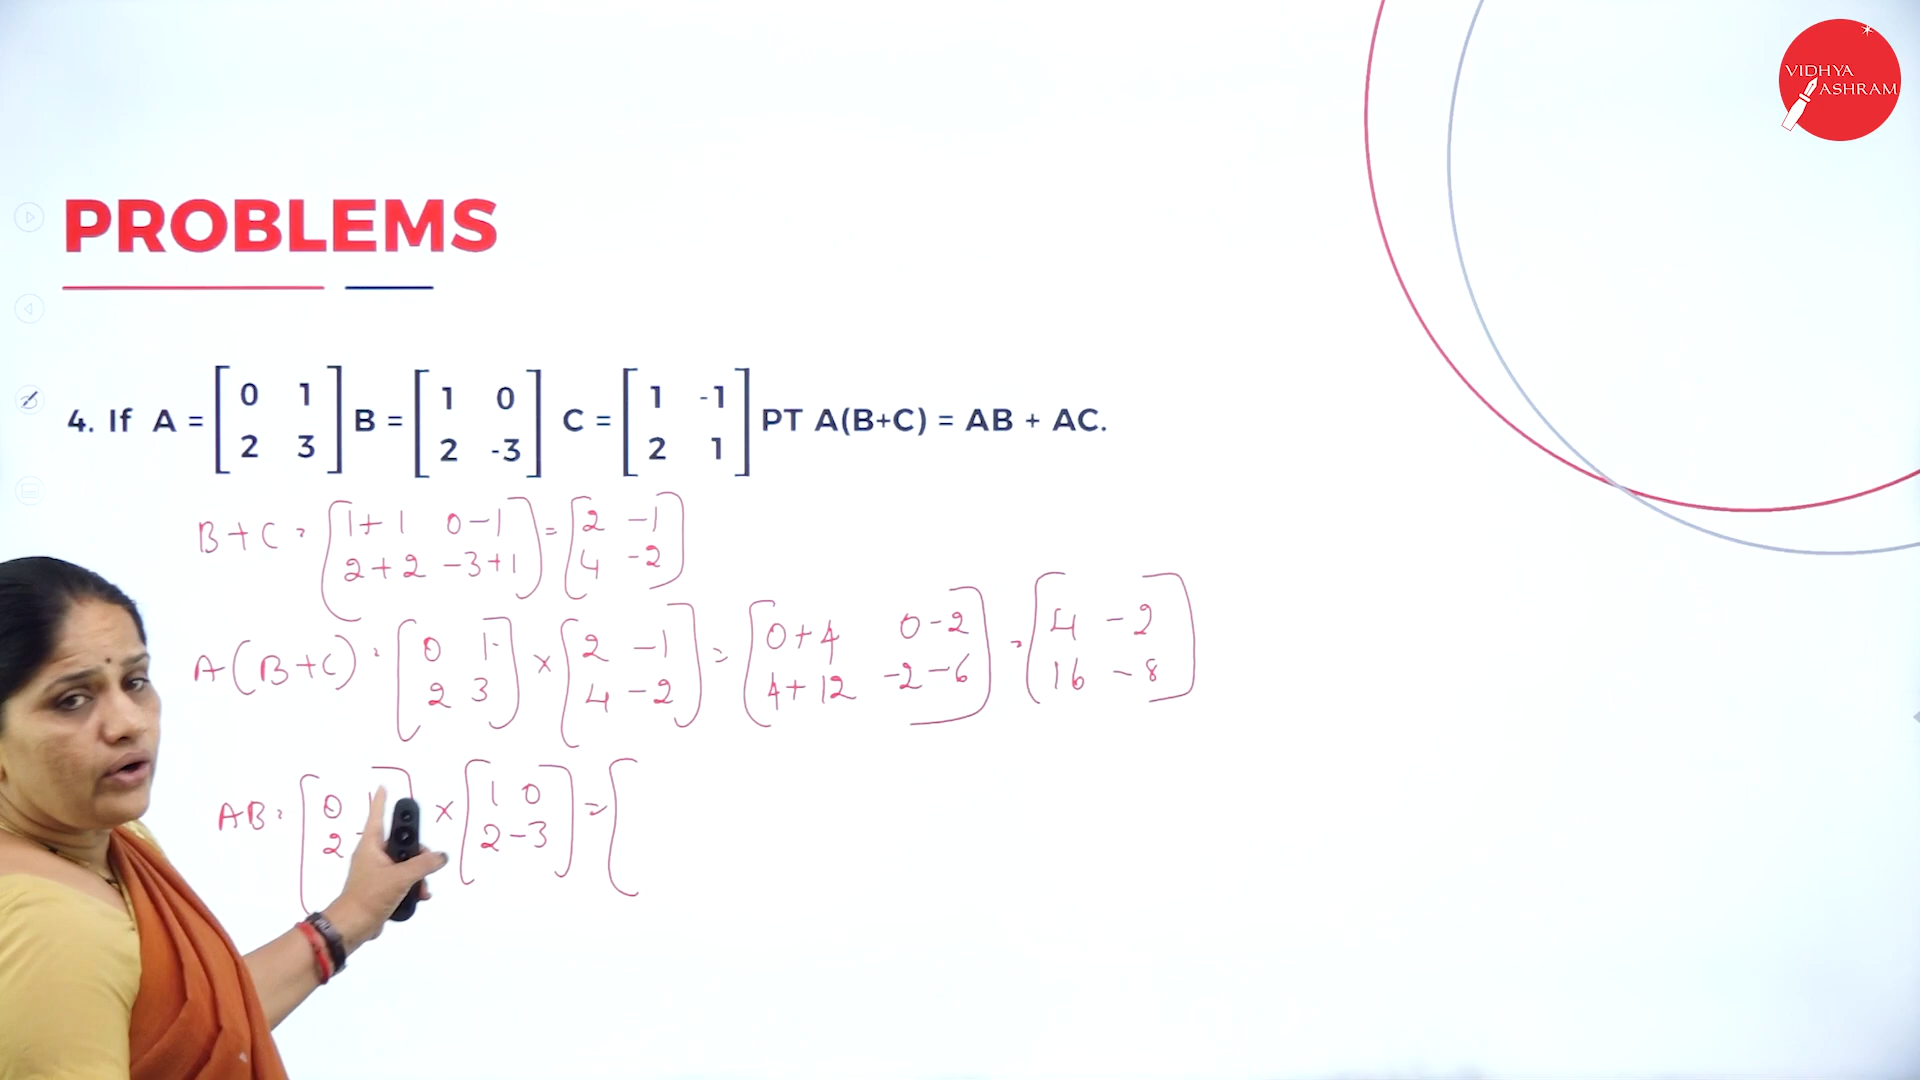 VIDHYA
ASHRAM
PROBLEMS
4. If A = [0 1; 2 3] B = [1 0; 2 -3] C = [1 -1; 2 1] PT A(B+C) = AB + AC.
B+C = [1+1 0-1; 2+2 -3+1] = [2 -1; 4 -2]
A(B+C) = [0 1; 2 3] × [2 -1; 4 -2] = [0+4 0-2; 4+12 -2-6] = [4 -2; 16 -8]
AB = [0 1; 2 × [1 0; 2 -3] = [